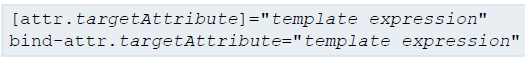 [attr.targetAttribute]="template expression"
bind-attr.targetAttribute="template expression"